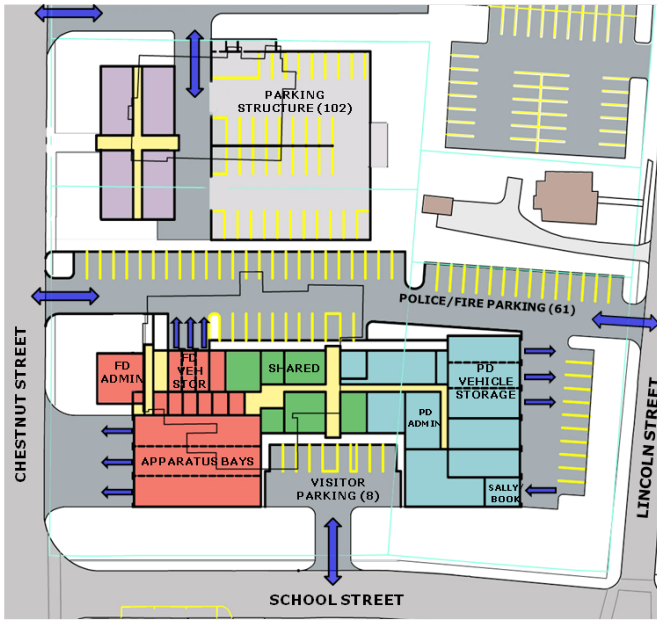 PARKING
STRUCTURE (102)
POLICE/FIRE PARKING (61)
FD
ADMIN
FD
VEH
STOR
SHARED
PD
VEHICLE
STORAGE
PD
ADMIN
APPARATUS BAYS
VISITOR
PARKING (8)
SALLY/
BOOK
CHESTNUT STREET
LINCOLN STREET
SCHOOL STREET